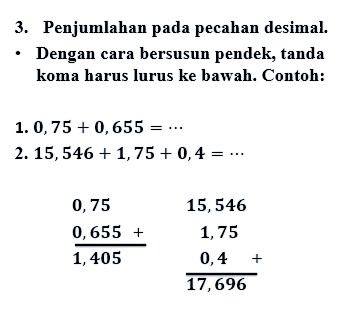 3. Penjumlahan pada pecahan desimal.
• Dengan cara bersusun pendek, tanda
koma harus lurus ke bawah. Contoh:
1. 0, 75 + 0, 655 = ⋯
2. 15, 546 + 1, 75 + 0, 4 = ⋯
0, 75
0, 655 +
1, 405
15, 546
1, 75
0, 4 +
17, 696